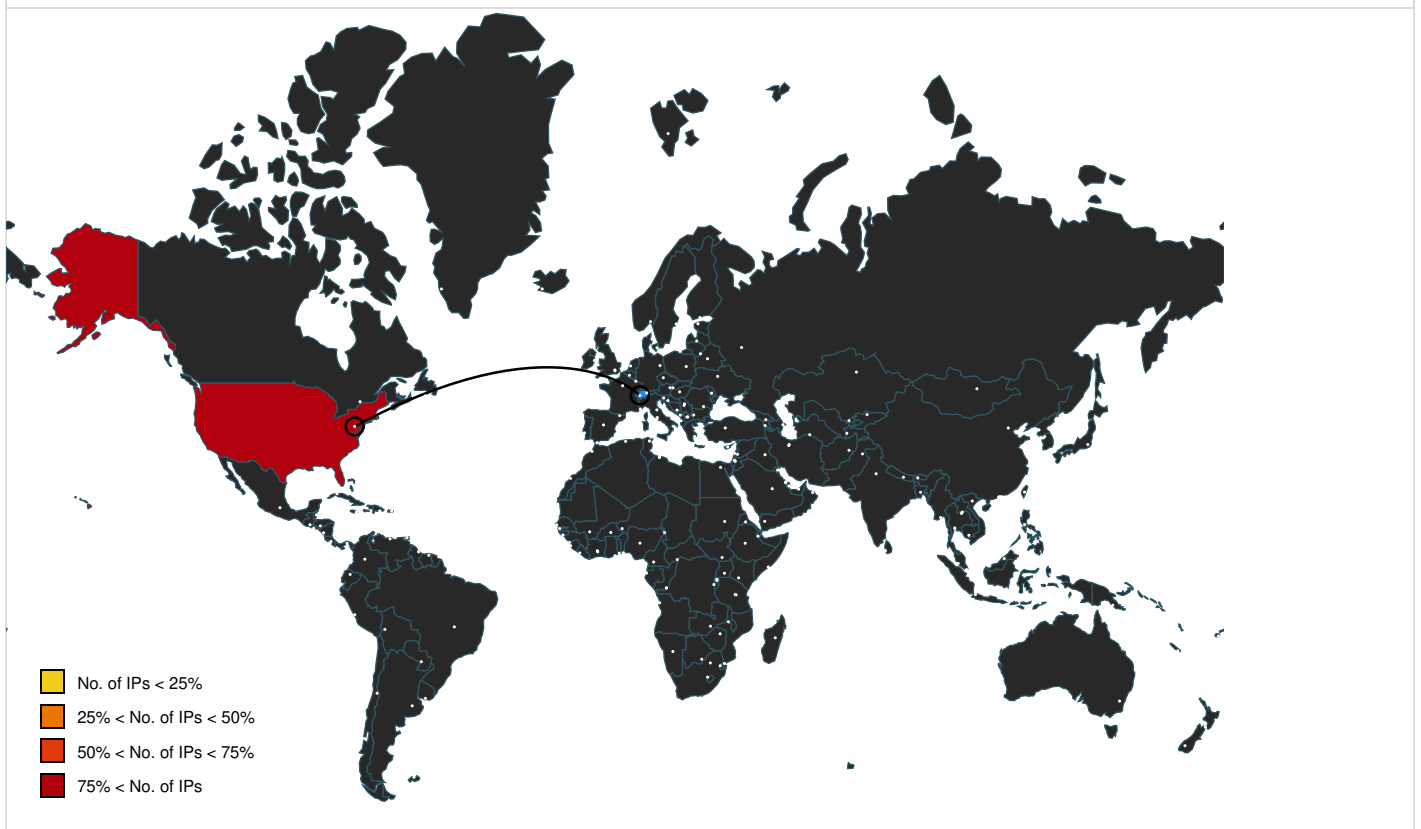 No. of IPs < 25%
25% < No. of IPs < 50%
50% < No. of IPs < 75%
75% < No. of IPs